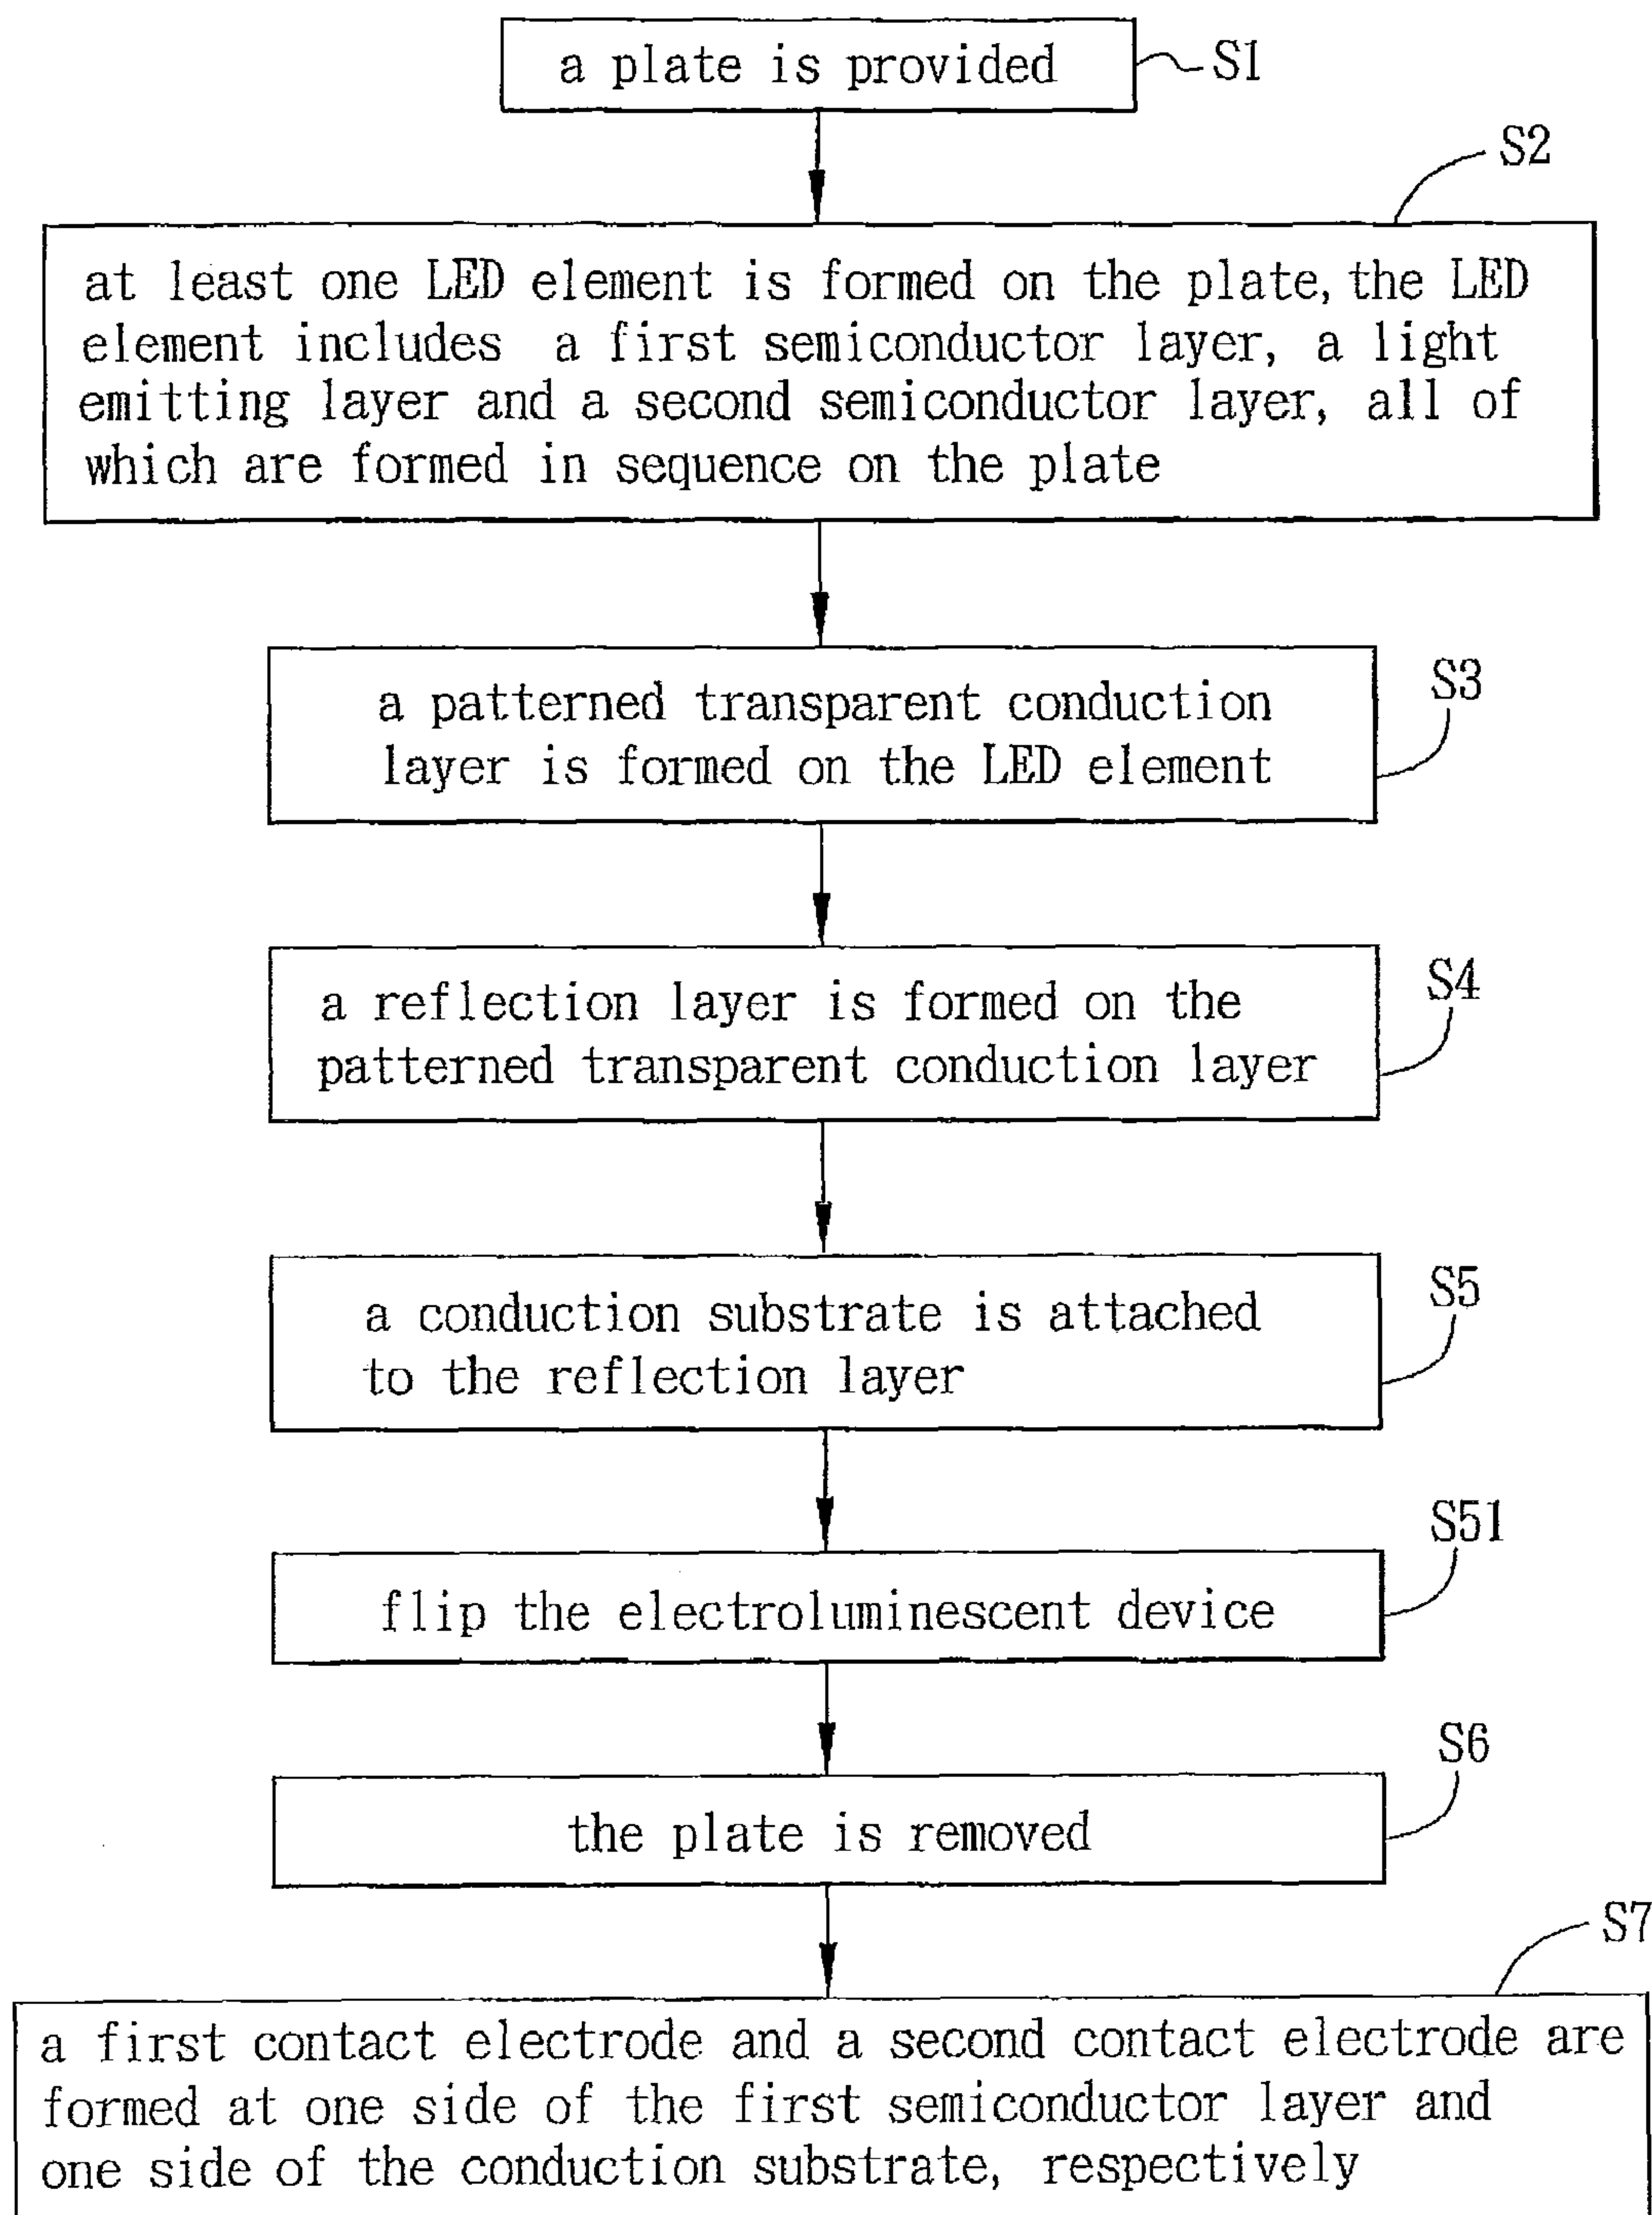 a plate is provided
S1
S2
at least one LED element is formed on the plate, the LED
element includes a first semiconductor layer, a light
emitting layer and a second semiconductor layer, all of
which are formed in sequence on the plate
S3
a patterned transparent conduction
layer is formed on the LED element
S4
a reflection layer is formed on the
patterned transparent conduction layer
S5
a conduction substrate is attached
to the reflection layer
S51
flip the electroluminescent device
S6
the plate is removed
S7
a first contact electrode and a second contact electrode are
formed at one side of the first semiconductor layer and
one side of the conduction substrate, respectively